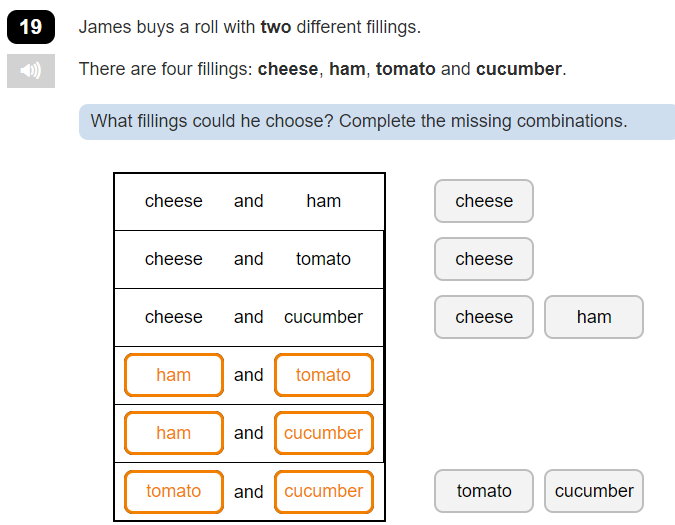 19 James buys a roll with two different fillings.
There are four fillings: cheese, ham, tomato and cucumber.
What fillings could he choose? Complete the missing combinations.
cheese and ham cheese
cheese and tomato cheese
cheese and cucumber cheese ham
ham and tomato
ham and cucumber
tomato and cucumber tomato cucumber